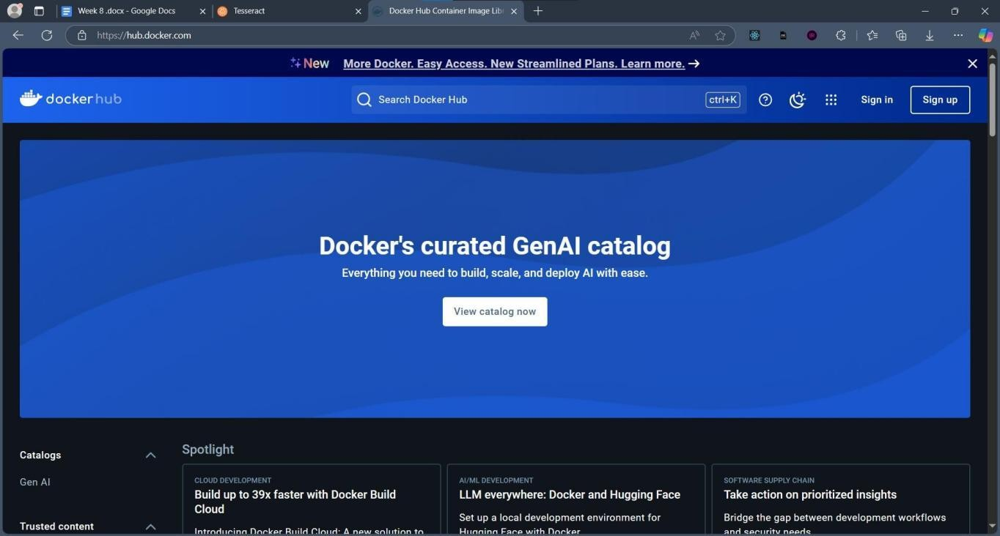 Week 8 .docx - Google Docs
Tesseract
Docker Hub Container Image Libr
https://hub.docker.com
New More Docker. Easy Access. New Streamlined Plans. Learn more. →
dockerhub
Search Docker Hub
ctrl+K
Sign in
Sign up
Docker's curated GenAI catalog
Everything you need to build, scale, and deploy AI with ease.
View catalog now
Catalogs
Gen AI
Trusted content
Spotlight
CLOUD DEVELOPMENT
Build up to 39x faster with Docker Build
Cloud
Introducing Docker Build Cloud: A new solution to
AI/ML DEVELOPMENT
LLM everywhere: Docker and Hugging Face
Set up a local development environment for
Hugging Face with Docker
SOFTWARE SUPPLY CHAIN
Take action on prioritized insights
Bridge the gap between development workflows
and security needs